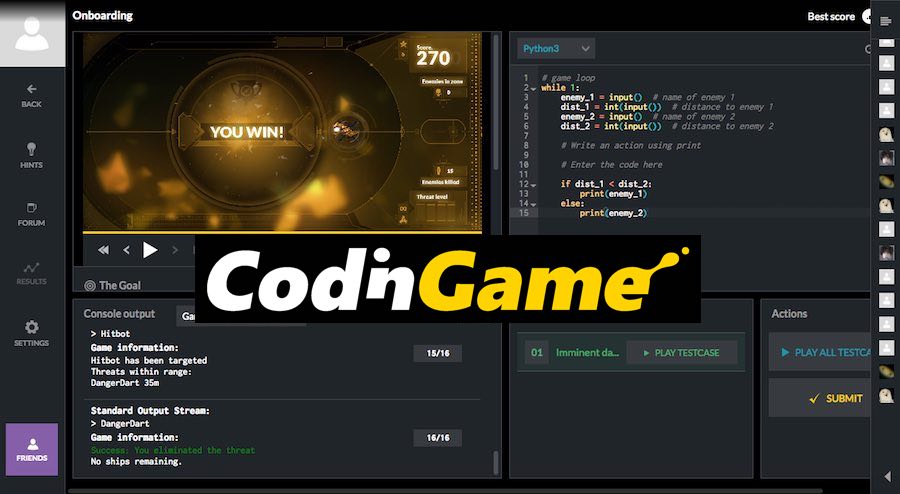 Onboarding
Best score
BACK
HINTS
FORUM
RESULTS
SETTINGS
FRIENDS
Score
270
Enemies in zone
0
YOU WIN!
15
Enemies killed
Threat level
The Goal
Python3
1 # game loop
2 while 1:
3 enemy_1 = input() # name of enemy 1
4 dist_1 = int(input()) # distance to enemy 1
5 enemy_2 = input() # name of enemy 2
6 dist_2 = int(input()) # distance to enemy 2
7
8 # Write an action using print
9
10 # Enter the code here
11
12 if dist_1 < dist_2:
13 print(enemy_1)
14 else:
15 print(enemy_2)
CodinGame
Console output
Ga
> Hitbot
Game information:
15/16
Hitbot has been targeted
Threats within range:
DangerDart 35m
Standard Output Stream:
> DangerDart
Game information:
16/16
Success: You eliminated the threat
No ships remaining.
01 Imminent da... PLAY TESTCASE
Actions
PLAY ALL TESTCA
SUBMIT